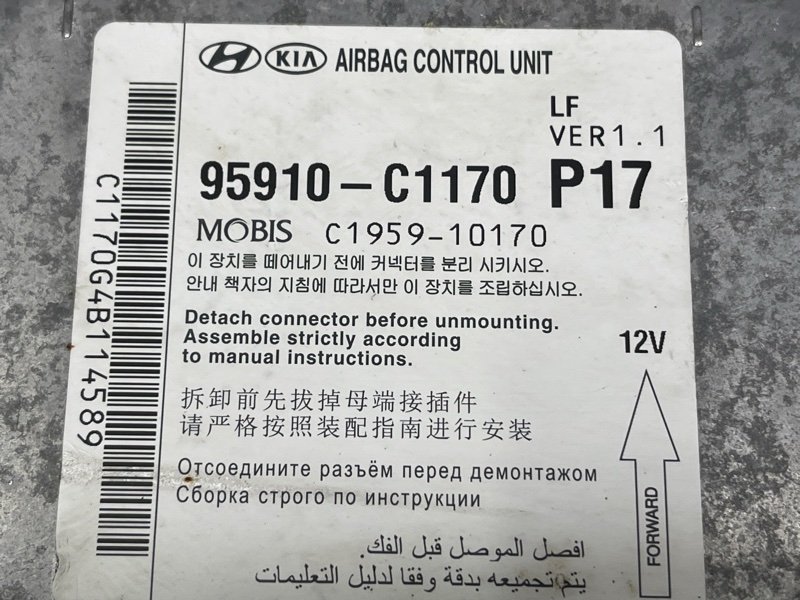 HYUNDAI KIA AIRBAG CONTROL UNIT
LF
VER1.1
95910-C1170 P17
MOBIS C1959-10170
이 장치를 떼어내기 전에 커넥터를 분리 시키시오.
안내 책자의 지침에 따라서만 이 장치를 조립하십시오.
Detach connector before unmounting.
Assemble strictly according
to manual instructions.
12V
拆卸前先拔掉母端接插件
请严格按照装配指南进行安装
Отсоедините разъём перед демонтажом
Сборка строго по инструкции
افصل الموصل قبل الفك.
يتم تجميعه بدقة وفقا لدليل التعليمات
FORWARD
C1170G4B114589